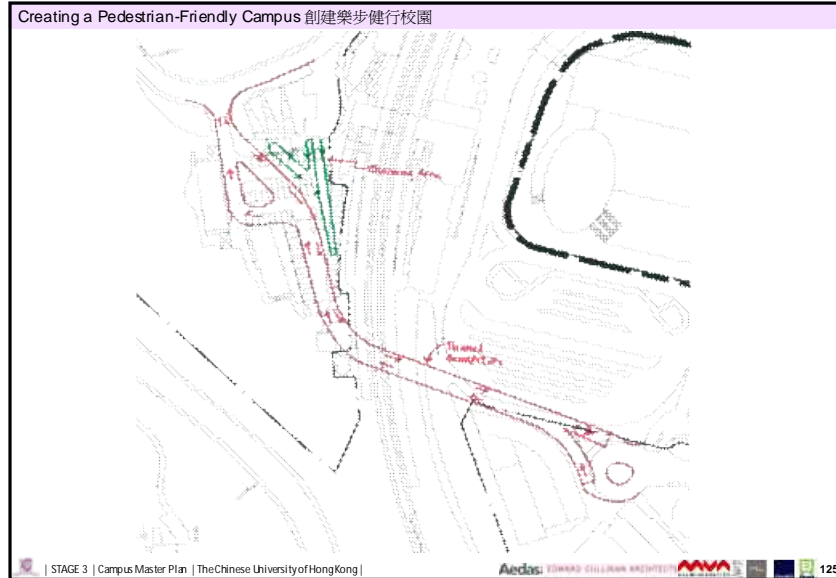 Creating a Pedestrian-Friendly Campus 創建樂步健行校園
Tunnel
| STAGE 3 | Campus Master Plan | The Chinese University of Hong Kong |
Aedas EDWARD CULLINAN ARCHITECTS MVA
125